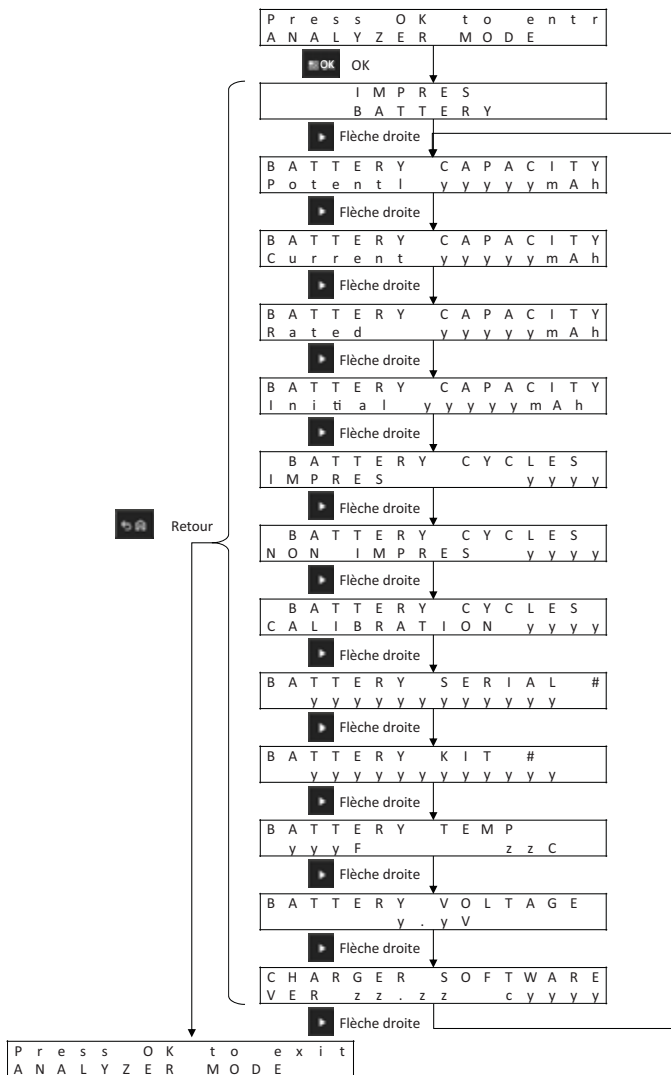 Press OK to entr
ANALYZER MODE
OK OK
IMPRES
BATTERY
Flèche droite
BATTERY CAPACITY
Potentl yyyyymAh
Flèche droite
BATTERY CAPACITY
Current yyyyymAh
Flèche droite
BATTERY CAPACITY
Rated yyyyymAh
Flèche droite
BATTERY CAPACITY
Initial yyyyymAh
Flèche droite
BATTERY CYCLES
IMPRES yyyy
Flèche droite
Retour
BATTERY CYCLES
NON IMPRES yyyy
Flèche droite
BATTERY CYCLES
CALIBRATION yyyy
Flèche droite
BATTERY SERIAL #
yyyyyyyyyyyy
Flèche droite
BATTERY KIT #
yyyyyyyyyyyy
Flèche droite
BATTERY TEMP
yyyF zzC
Flèche droite
BATTERY VOLTAGE
y.yV
Flèche droite
CHARGER SOFTWARE
VER zz.zz cyyyy
Flèche droite
Press OK to exit
ANALYZER MODE